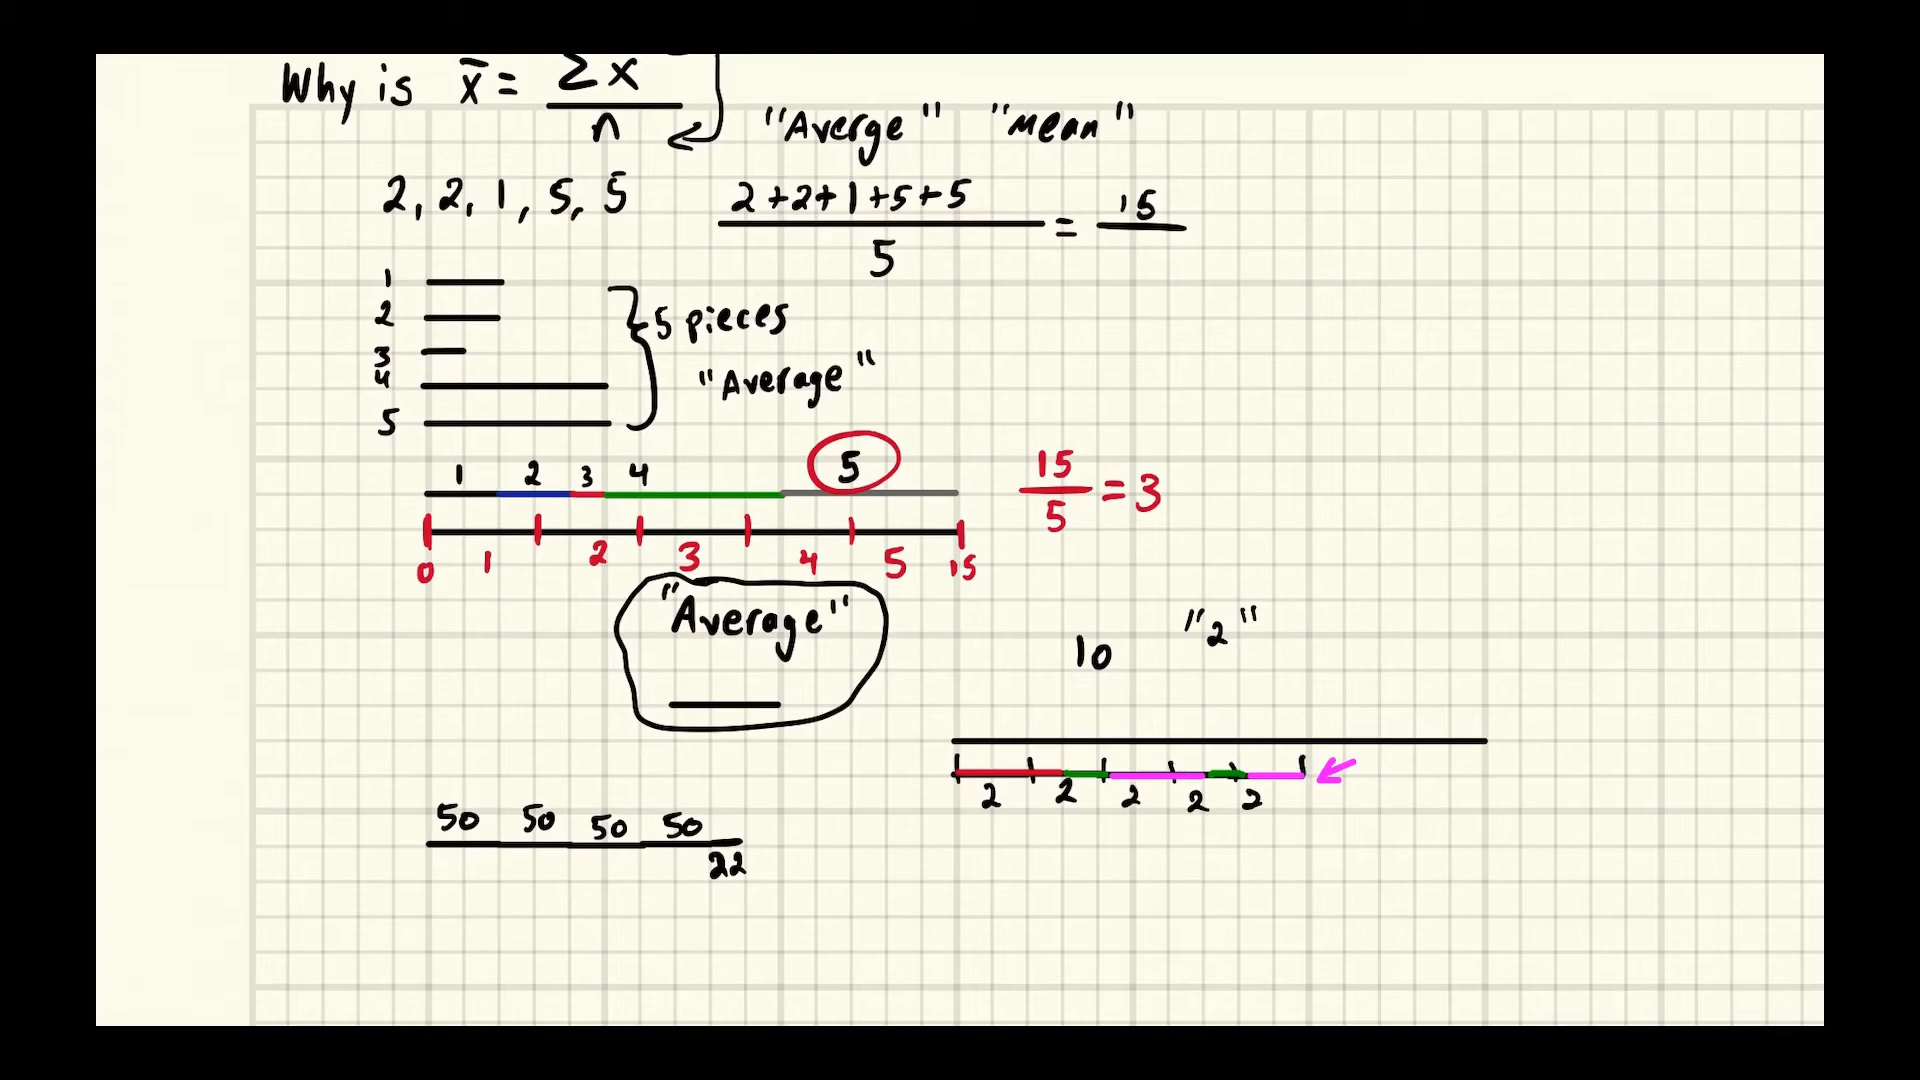 Why is x̄ = Σx
n
"Averge" "mean"
2, 2, 1, 5, 5
2+2+1+5+5
5
= 15
1
2
3
4
5
5 pieces
"Average"
1 2 3 4 5
15
5
= 3
0 1 2 3 4 5 15
"Average"
10 "2"
2 2 2 2 2
50 50 50 50
22